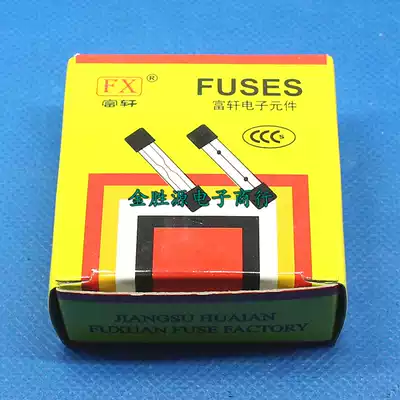 FX ®
富轩
FUSES
富轩电子元件
CCC S
金胜源电子商行
JIANGSU HUAIAN
FUXUAN FUSE FACTORY